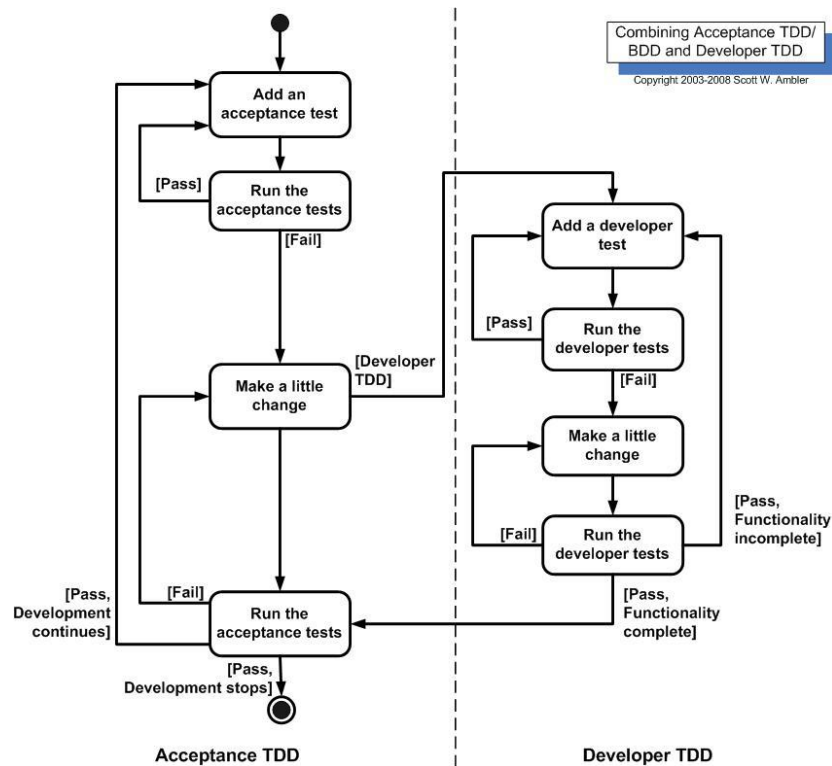 Combining Acceptance TDD/
BDD and Developer TDD
Copyright 2003-2008 Scott W. Ambler
Add an
acceptance test
[Pass]
Run the
acceptance tests
[Fail]
Make a little
change
[Developer
TDD]
[Fail]
Run the
acceptance tests
[Pass,
Development
continues]
[Pass,
Development stops]
Acceptance TDD
Add a developer
test
[Pass]
Run the
developer tests
[Fail]
Make a little
change
[Fail]
Run the
developer tests
[Pass,
Functionality
incomplete]
[Pass,
Functionality
complete]
Developer TDD